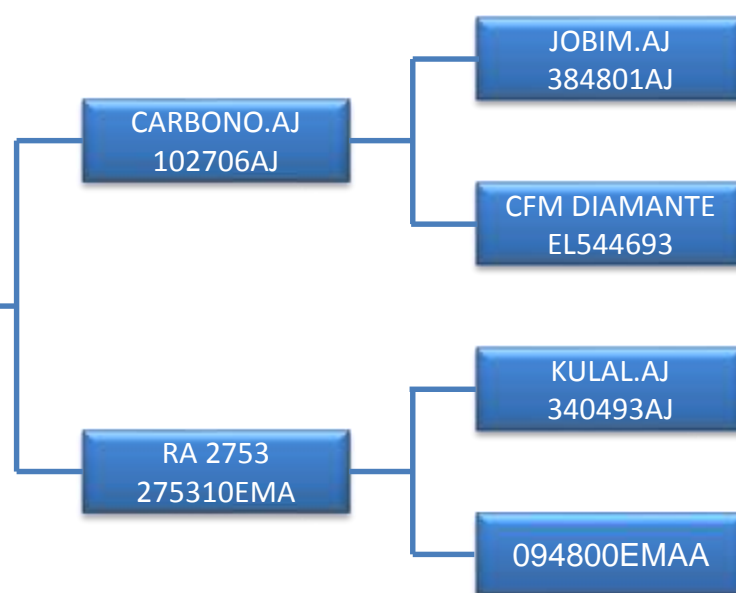 JOBIM.AJ
384801AJ
CARBONO.AJ
102706AJ
CFM DIAMANTE
EL544693
KULAL.AJ
340493AJ
RA 2753
275310EMA
094800EMAA